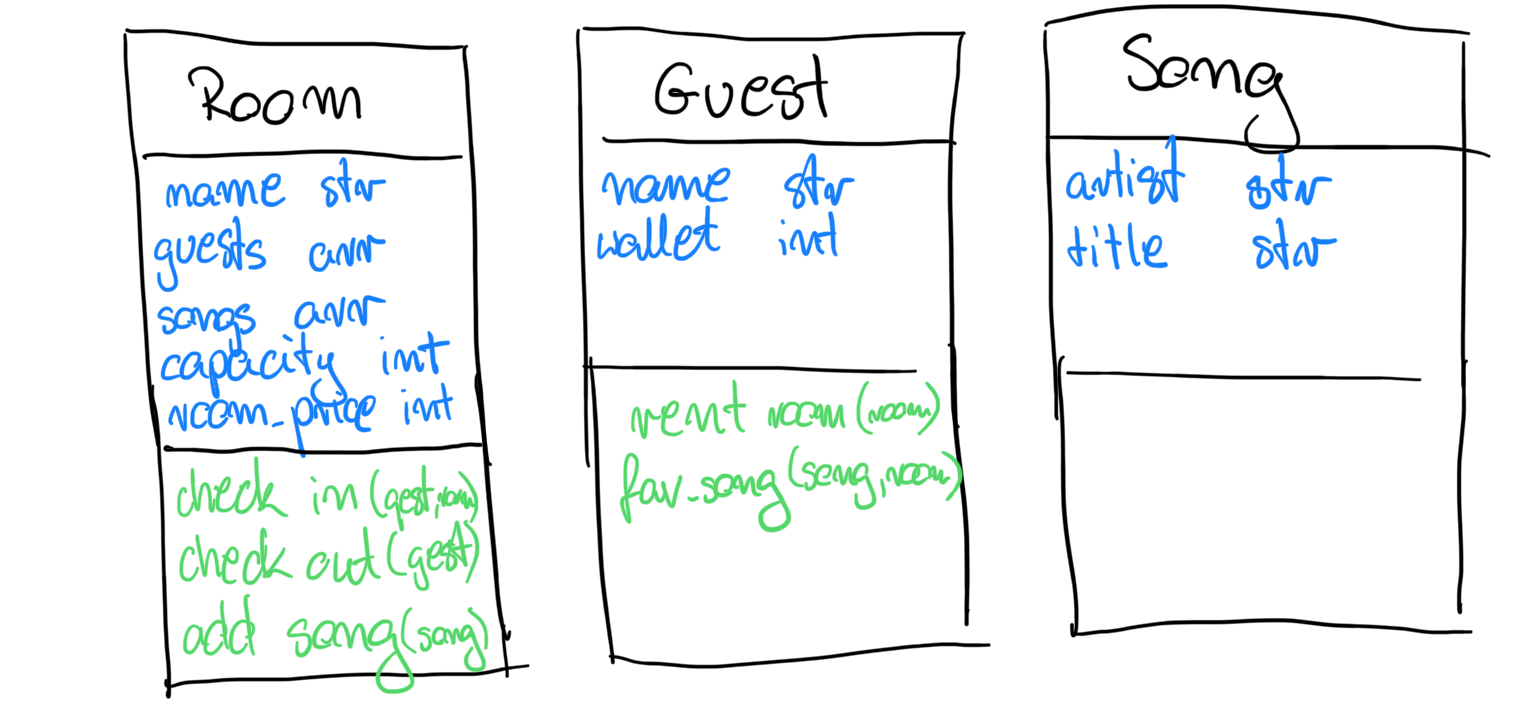 Room
name str
guests arr
songs arr
capacity int
room_price int
check in (gest, room)
check out (gest)
add song (song)
Guest
name str
wallet int
rent room (room)
fav_song (song, room)
Song
artist str
title str